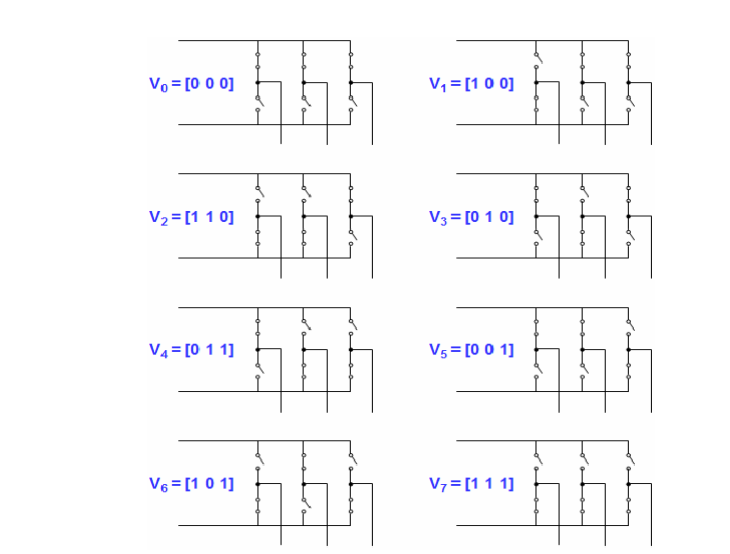 V₀ = [0 0 0]
V₁ = [1 0 0]
V₂ = [1 1 0]
V₃ = [0 1 0]
V₄ = [0 1 1]
V₅ = [0 0 1]
V₆ = [1 0 1]
V₇ = [1 1 1]